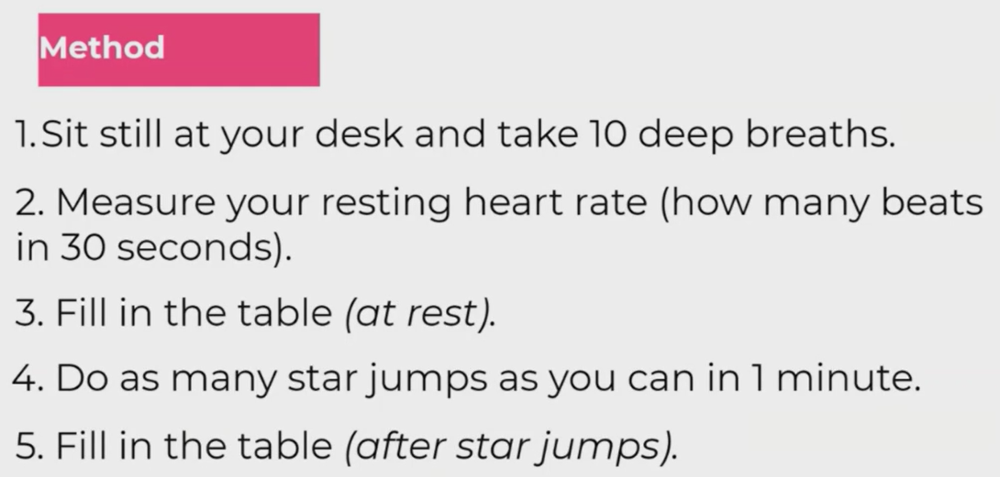 Method
1.Sit still at your desk and take 10 deep breaths.
2. Measure your resting heart rate (how many beats
in 30 seconds).
3. Fill in the table (at rest).
4. Do as many star jumps as you can in 1 minute.
5. Fill in the table (after star jumps).